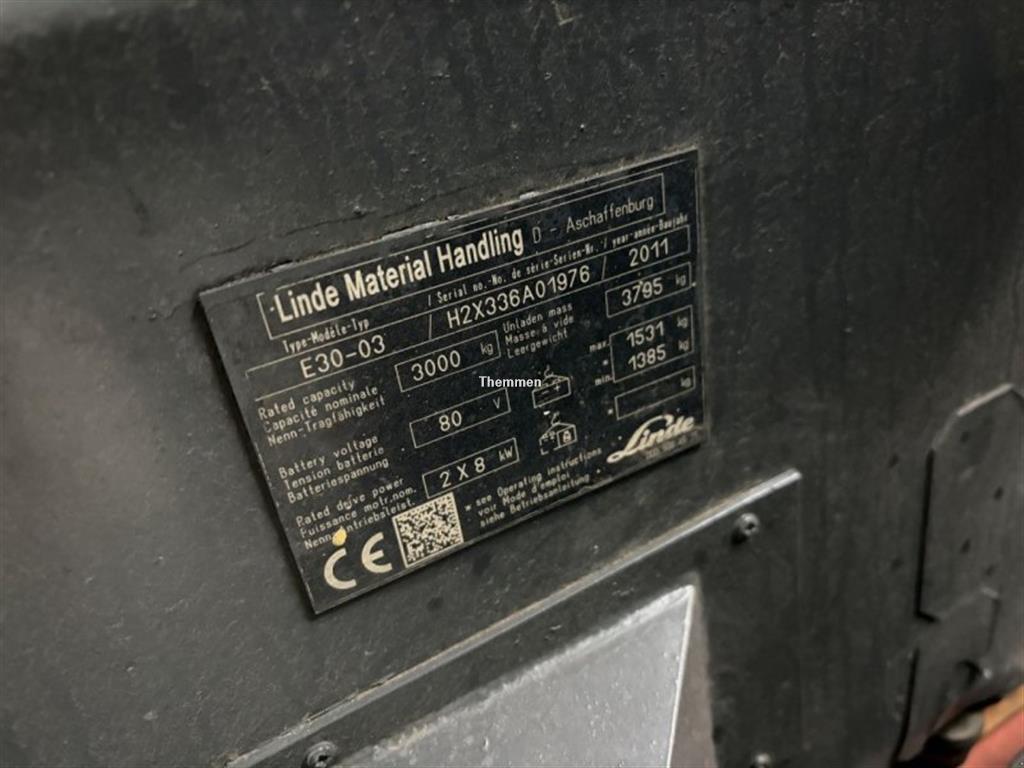 Linde Material Handling D - Aschaffenburg
Type-Modèle-Typ / Serial no.-No. de série-Serien-Nr. / year-année-Baujahr
E30-03 / H2X336A01976 / 2011
Rated capacity
Capacité nominale
Nenn-Tragfähigkeit
3000 kg
Unladen mass
Masse à vide
Leergewicht
3795 kg
Battery voltage
Tension batterie
Batteriespannung
80 V
max. 1531 kg
* min. 1385 kg
Rated drive power
Puissance motr.nom.
Nenn-Antriebsleist.
2 X 8 kW
* kg
* see Operating instructions
voir Mode d'emploi
siehe Betriebsanleitung
Linde
CE
Themmen